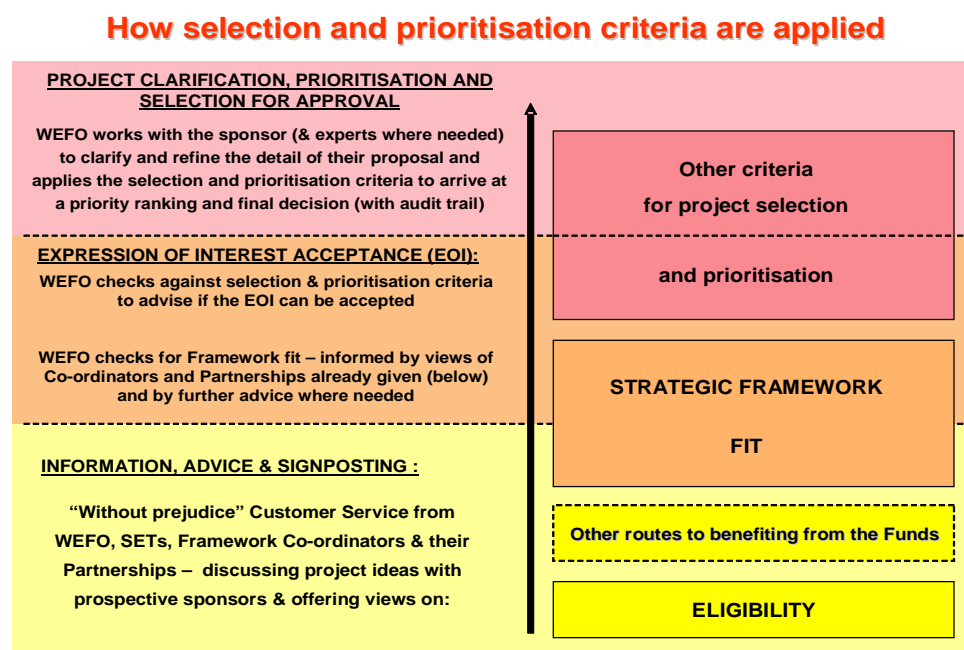 How selection and prioritisation criteria are applied
PROJECT CLARIFICATION, PRIORITISATION AND
SELECTION FOR APPROVAL
WEFO works with the sponsor (& experts where needed)
to clarify and refine the detail of their proposal and
applies the selection and prioritisation criteria to arrive at
a priority ranking and final decision (with audit trail)
Other criteria
for project selection
and prioritisation
EXPRESSION OF INTEREST ACCEPTANCE (EOI):
WEFO checks against selection & prioritisation criteria
to advise if the EOI can be accepted
WEFO checks for Framework fit – informed by views of
Co-ordinators and Partnerships already given (below)
and by further advice where needed
STRATEGIC FRAMEWORK
FIT
INFORMATION, ADVICE & SIGNPOSTING :
“Without prejudice” Customer Service from
WEFO, SETs, Framework Co-ordinators & their
Partnerships – discussing project ideas with
prospective sponsors & offering views on:
Other routes to benefiting from the Funds
ELIGIBILITY